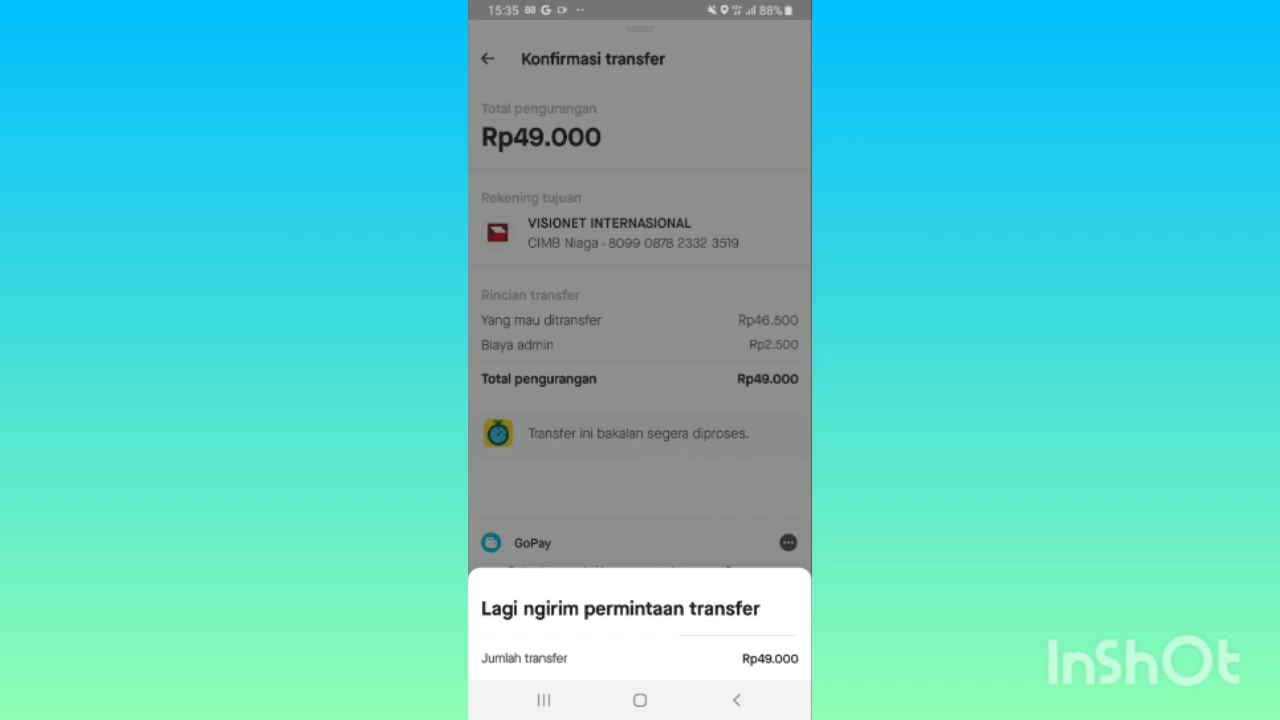 15:35 88%
Konfirmasi transfer
Total pengurangan
Rp49.000
Rekening tujuan
VISIONET INTERNASIONAL
CIMB Niaga - 8099 0878 2332 3519
Rincian transfer
Yang mau ditransfer Rp46.500
Biaya admin Rp2.500
Total pengurangan Rp49.000
Transfer ini bakalan segera diproses.
GoPay
Lagi ngirim permintaan transfer
Jumlah transfer Rp49.000
InShOt